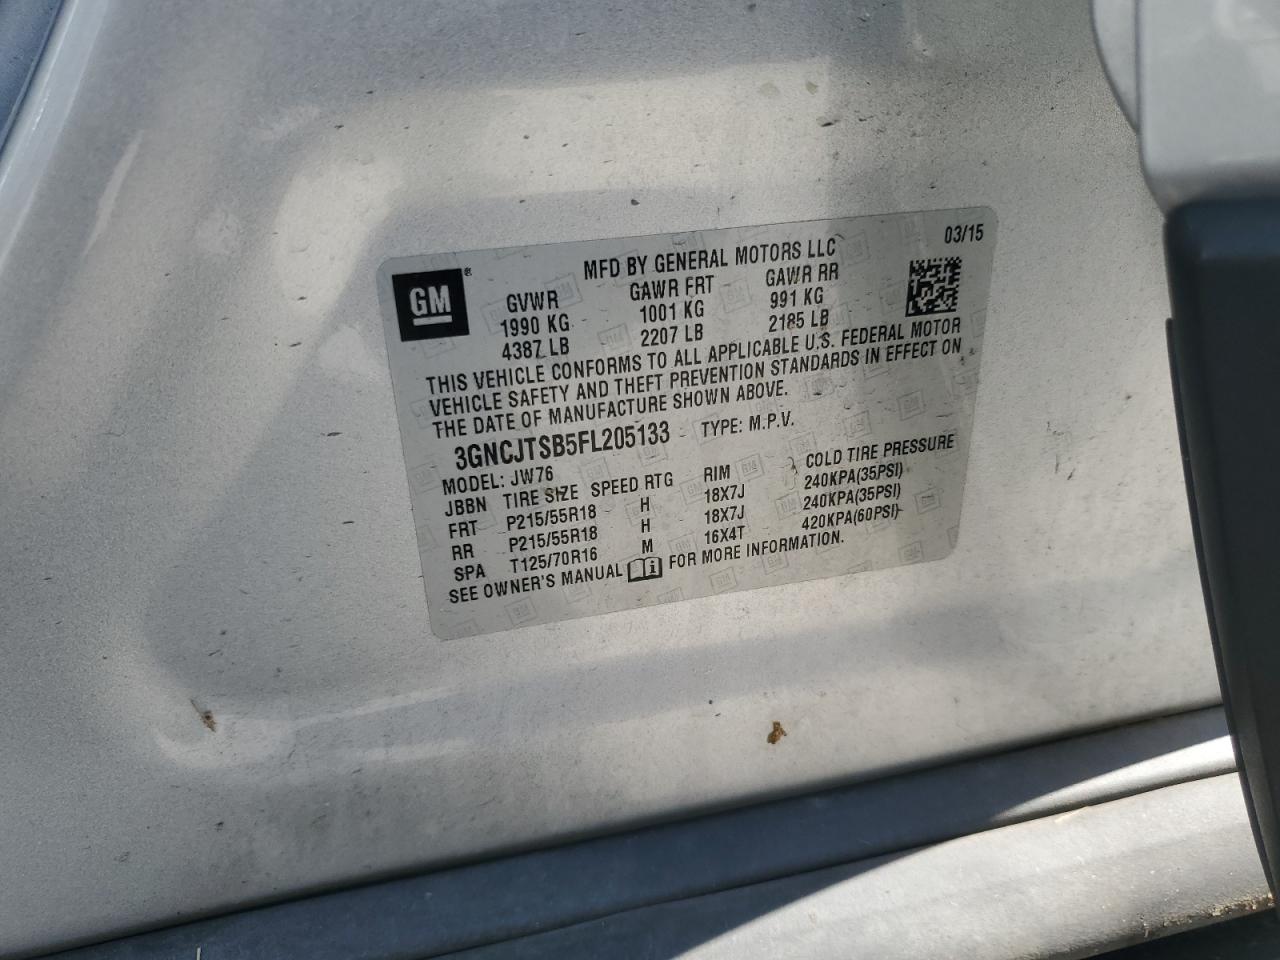 GM ®
MFD BY GENERAL MOTORS LLC 03/15
GVWR GAWR FRT GAWR RR
1990 KG 1001 KG 991 KG
4387 LB 2207 LB 2185 LB
THIS VEHICLE CONFORMS TO ALL APPLICABLE U.S. FEDERAL MOTOR
VEHICLE SAFETY AND THEFT PREVENTION STANDARDS IN EFFECT ON
THE DATE OF MANUFACTURE SHOWN ABOVE.
3GNCJTSB5FL205133 TYPE: M.P.V.
MODEL: JW76
JBBN TIRE SIZE SPEED RTG RIM COLD TIRE PRESSURE
FRT P215/55R18 H 18X7J 240KPA(35PSI)
RR P215/55R18 H 18X7J 240KPA(35PSI)
SPA T125/70R16 M 16X4T 420KPA(60PSI)
SEE OWNER'S MANUAL FOR MORE INFORMATION.